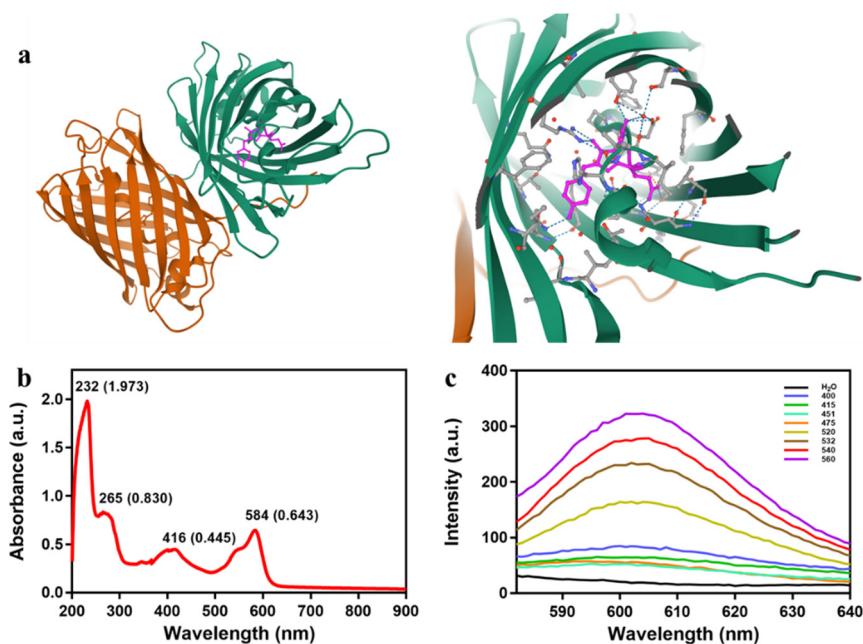 a
b
2.0
1.5
1.0
0.5
0.0
Absorbance (a.u.)
232 (1.973)
265 (0.830)
416 (0.445)
584 (0.643)
200 300 400 500 600 700 800 900
Wavelength (nm)
c
400
300
200
100
0
Intensity (a.u.)
H₂O
400
415
451
475
520
532
540
560
590 600 610 620 630 640
Wavelength (nm)